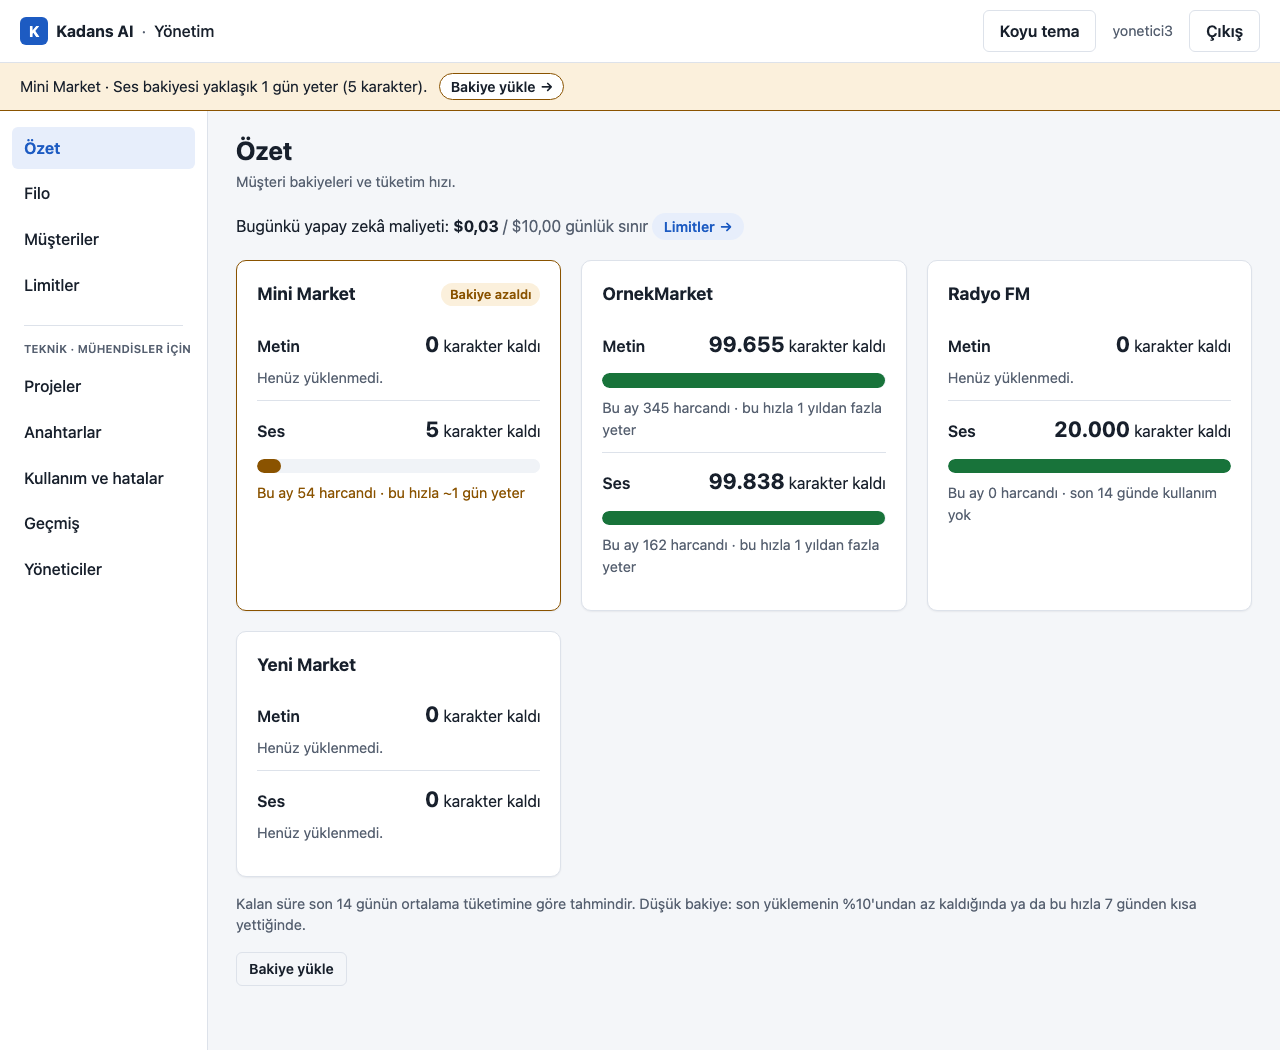 K Kadans AI · Yönetim
Koyu tema
yonetici3
Çıkış
Mini Market · Ses bakiyesi yaklaşık 1 gün yeter (5 karakter). Bakiye yükle →
Özet
Filo
Müşteriler
Limitler
TEKNİK · MÜHENDİSLER İÇİN
Projeler
Anahtarlar
Kullanım ve hatalar
Geçmiş
Yöneticiler
Özet
Müşteri bakiyeleri ve tüketim hızı.
Bugünkü yapay zekâ maliyeti: $0,03 / $10,00 günlük sınır Limitler →
Mini Market Bakiye azaldı
Metin 0 karakter kaldı
Henüz yüklenmedi.
Ses 5 karakter kaldı
Bu ay 54 harcandı · bu hızla ~1 gün yeter
OrnekMarket
Metin 99.655 karakter kaldı
Bu ay 345 harcandı · bu hızla 1 yıldan fazla
yeter
Ses 99.838 karakter kaldı
Bu ay 162 harcandı · bu hızla 1 yıldan fazla
yeter
Radyo FM
Metin 0 karakter kaldı
Henüz yüklenmedi.
Ses 20.000 karakter kaldı
Bu ay 0 harcandı · son 14 günde kullanım
yok
Yeni Market
Metin 0 karakter kaldı
Henüz yüklenmedi.
Ses 0 karakter kaldı
Henüz yüklenmedi.
Kalan süre son 14 günün ortalama tüketimine göre tahmindir. Düşük bakiye: son yüklemenin %10'undan az kaldığında ya da bu hızla 7 günden kısa
yettiğinde.
Bakiye yükle